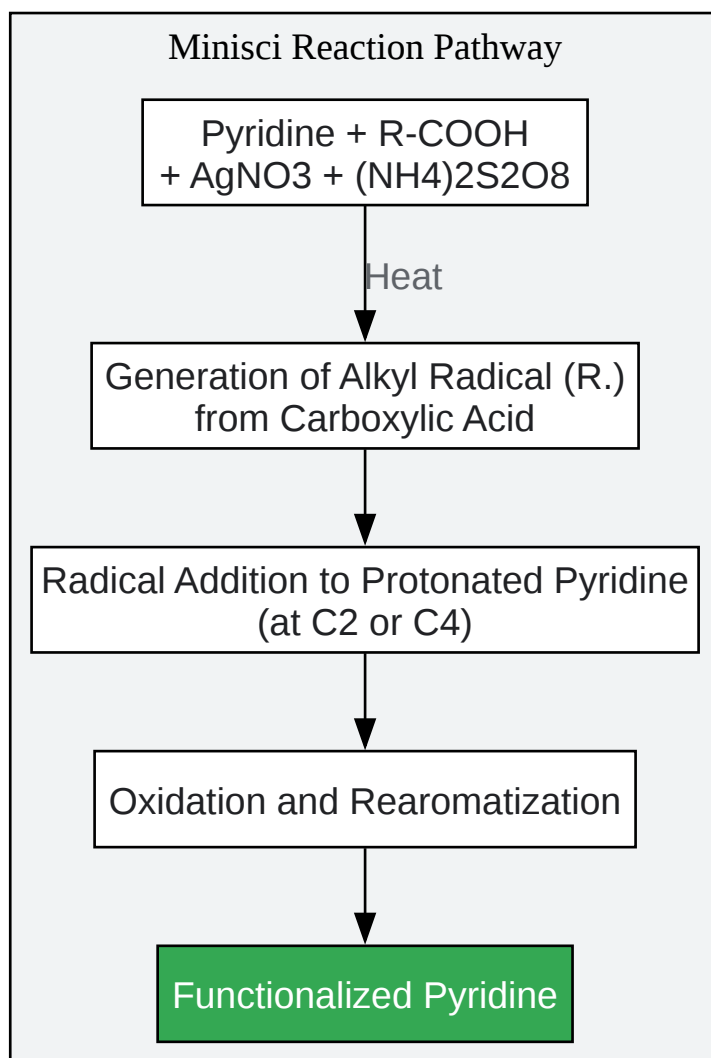 Minisci Reaction Pathway
Pyridine + R-COOH
+ AgNO3 + (NH4)2S2O8
Heat
Generation of Alkyl Radical (R.)
from Carboxylic Acid
Radical Addition to Protonated Pyridine
(at C2 or C4)
Oxidation and Rearomatization
Functionalized Pyridine